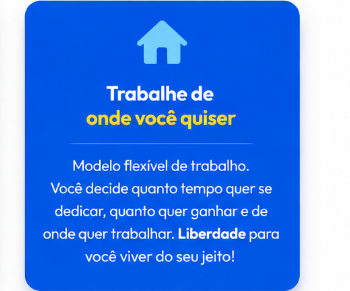 Trabalhe de
onde você quiser
Modelo flexível de trabalho.
Você decide quanto tempo quer se
dedicar, quanto quer ganhar e de
onde quer trabalhar. Liberdade para
você viver do seu jeito!